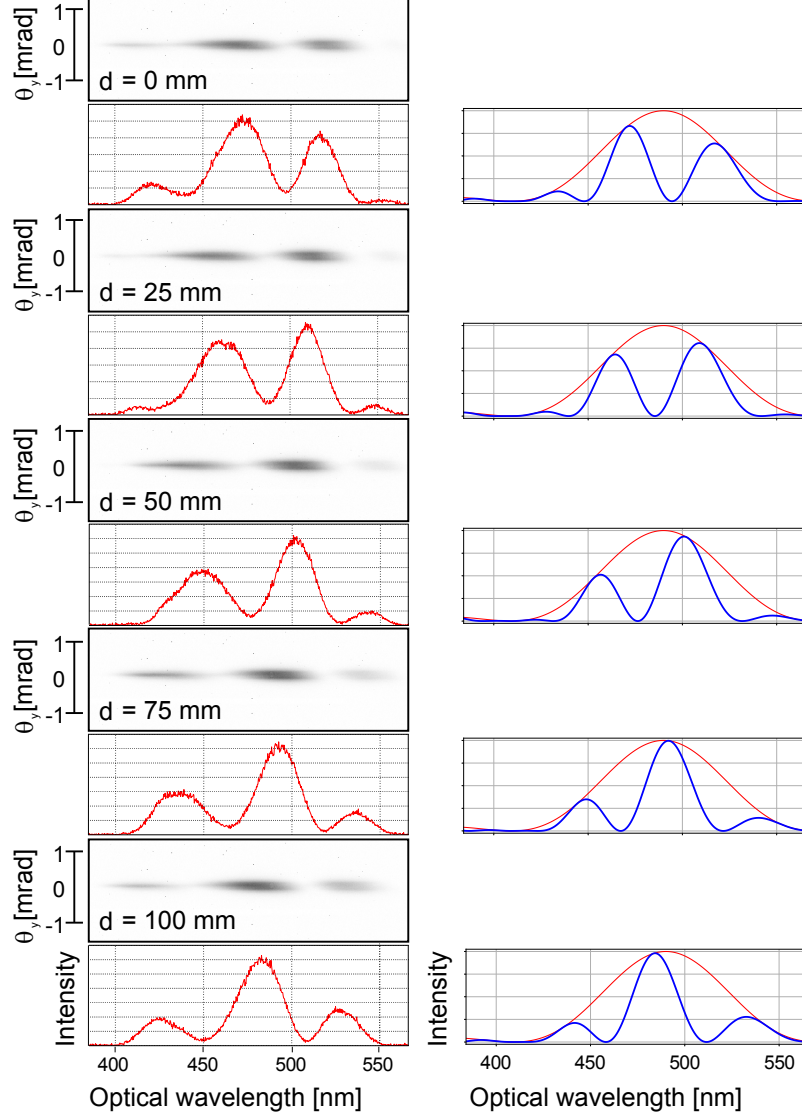 1
0
-1
θy[mrad]
d = 0 mm
1
0
-1
θy[mrad]
d = 25 mm
1
0
-1
θy[mrad]
d = 50 mm
1
0
-1
θy[mrad]
d = 75 mm
1
0
-1
θy[mrad]
d = 100 mm
Intensity
400 450 500 550
Optical wavelength [nm]
Intensity
400 450 500 550
Optical wavelength [nm]